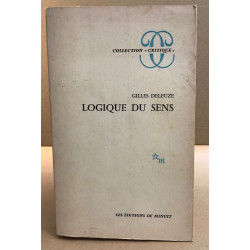 COLLECTION « CRITIQUE »
GILLES DELEUZE
LOGIQUE DU SENS
LES ÉDITIONS DE MINUIT